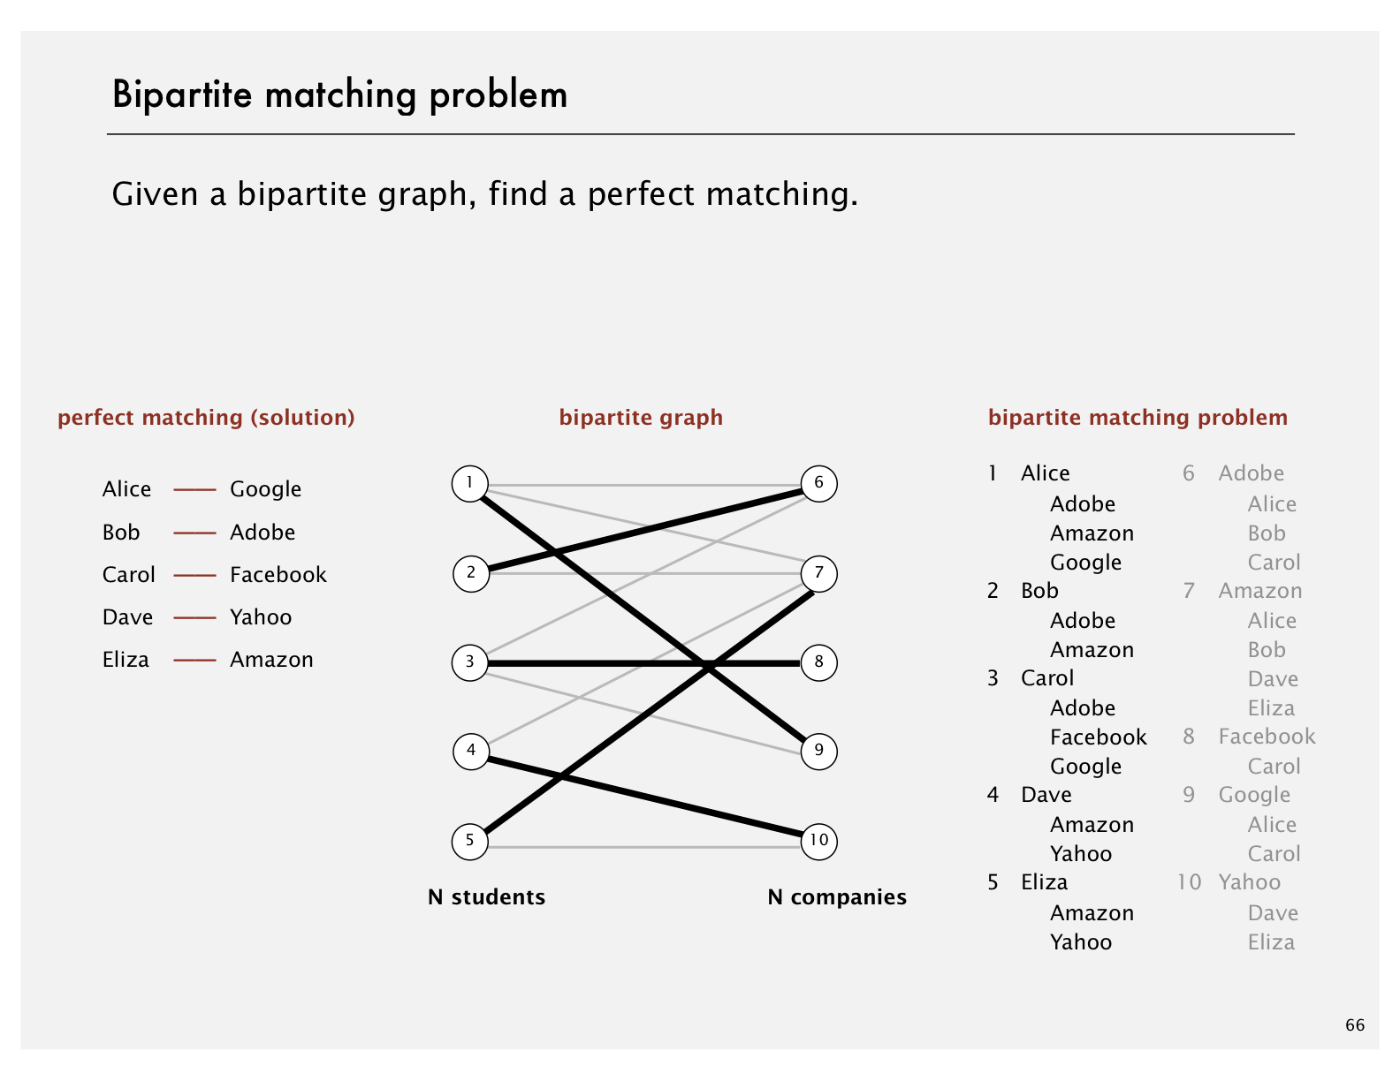 Bipartite matching problem
Given a bipartite graph, find a perfect matching.
perfect matching (solution)
Alice Google
Bob Adobe
Carol Facebook
Dave Yahoo
Eliza Amazon
bipartite graph
1 6
2 7
3 8
4 9
5 10
N students N companies
bipartite matching problem
1 Alice 6 Adobe
Adobe Alice
Amazon Bob
Google Carol
2 Bob 7 Amazon
Adobe Alice
Amazon Bob
3 Carol Dave
Adobe Eliza
Facebook 8 Facebook
Google Carol
4 Dave 9 Google
Amazon Alice
Yahoo Carol
5 Eliza 10 Yahoo
Amazon Dave
Yahoo Eliza
66